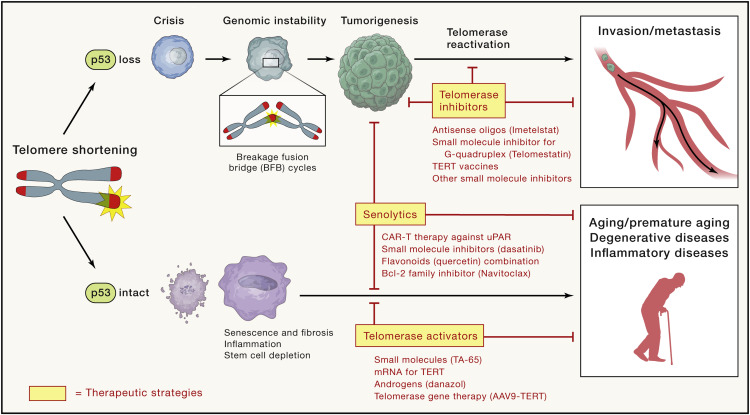 Crisis
Genomic instability
Tumorigenesis
Telomere shortening
p53 loss
Breakage fusion
bridge (BFB) cycles
Telomerase
reactivation
Telomerase
inhibitors
Antisense oligos (Imetelstat)
Small molecule inhibitor for
G-quadruplex (Telomestatin)
TERT vaccines
Other small molecule inhibitors
Invasion/metastasis
Senolytics
CAR-T therapy against uPAR
Small molecule inhibitors (dasatinib)
Flavonoids (quercetin) combination
Bcl-2 family inhibitor (Navitoclax)
p53 intact
Senescence and fibrosis
Inflammation
Stem cell depletion
Telomerase activators
Small molecules (TA-65)
mRNA for TERT
Androgens (danazol)
Telomerase gene therapy (AAV9-TERT)
Aging/premature aging
Degenerative diseases
Inflammatory diseases
= Therapeutic strategies